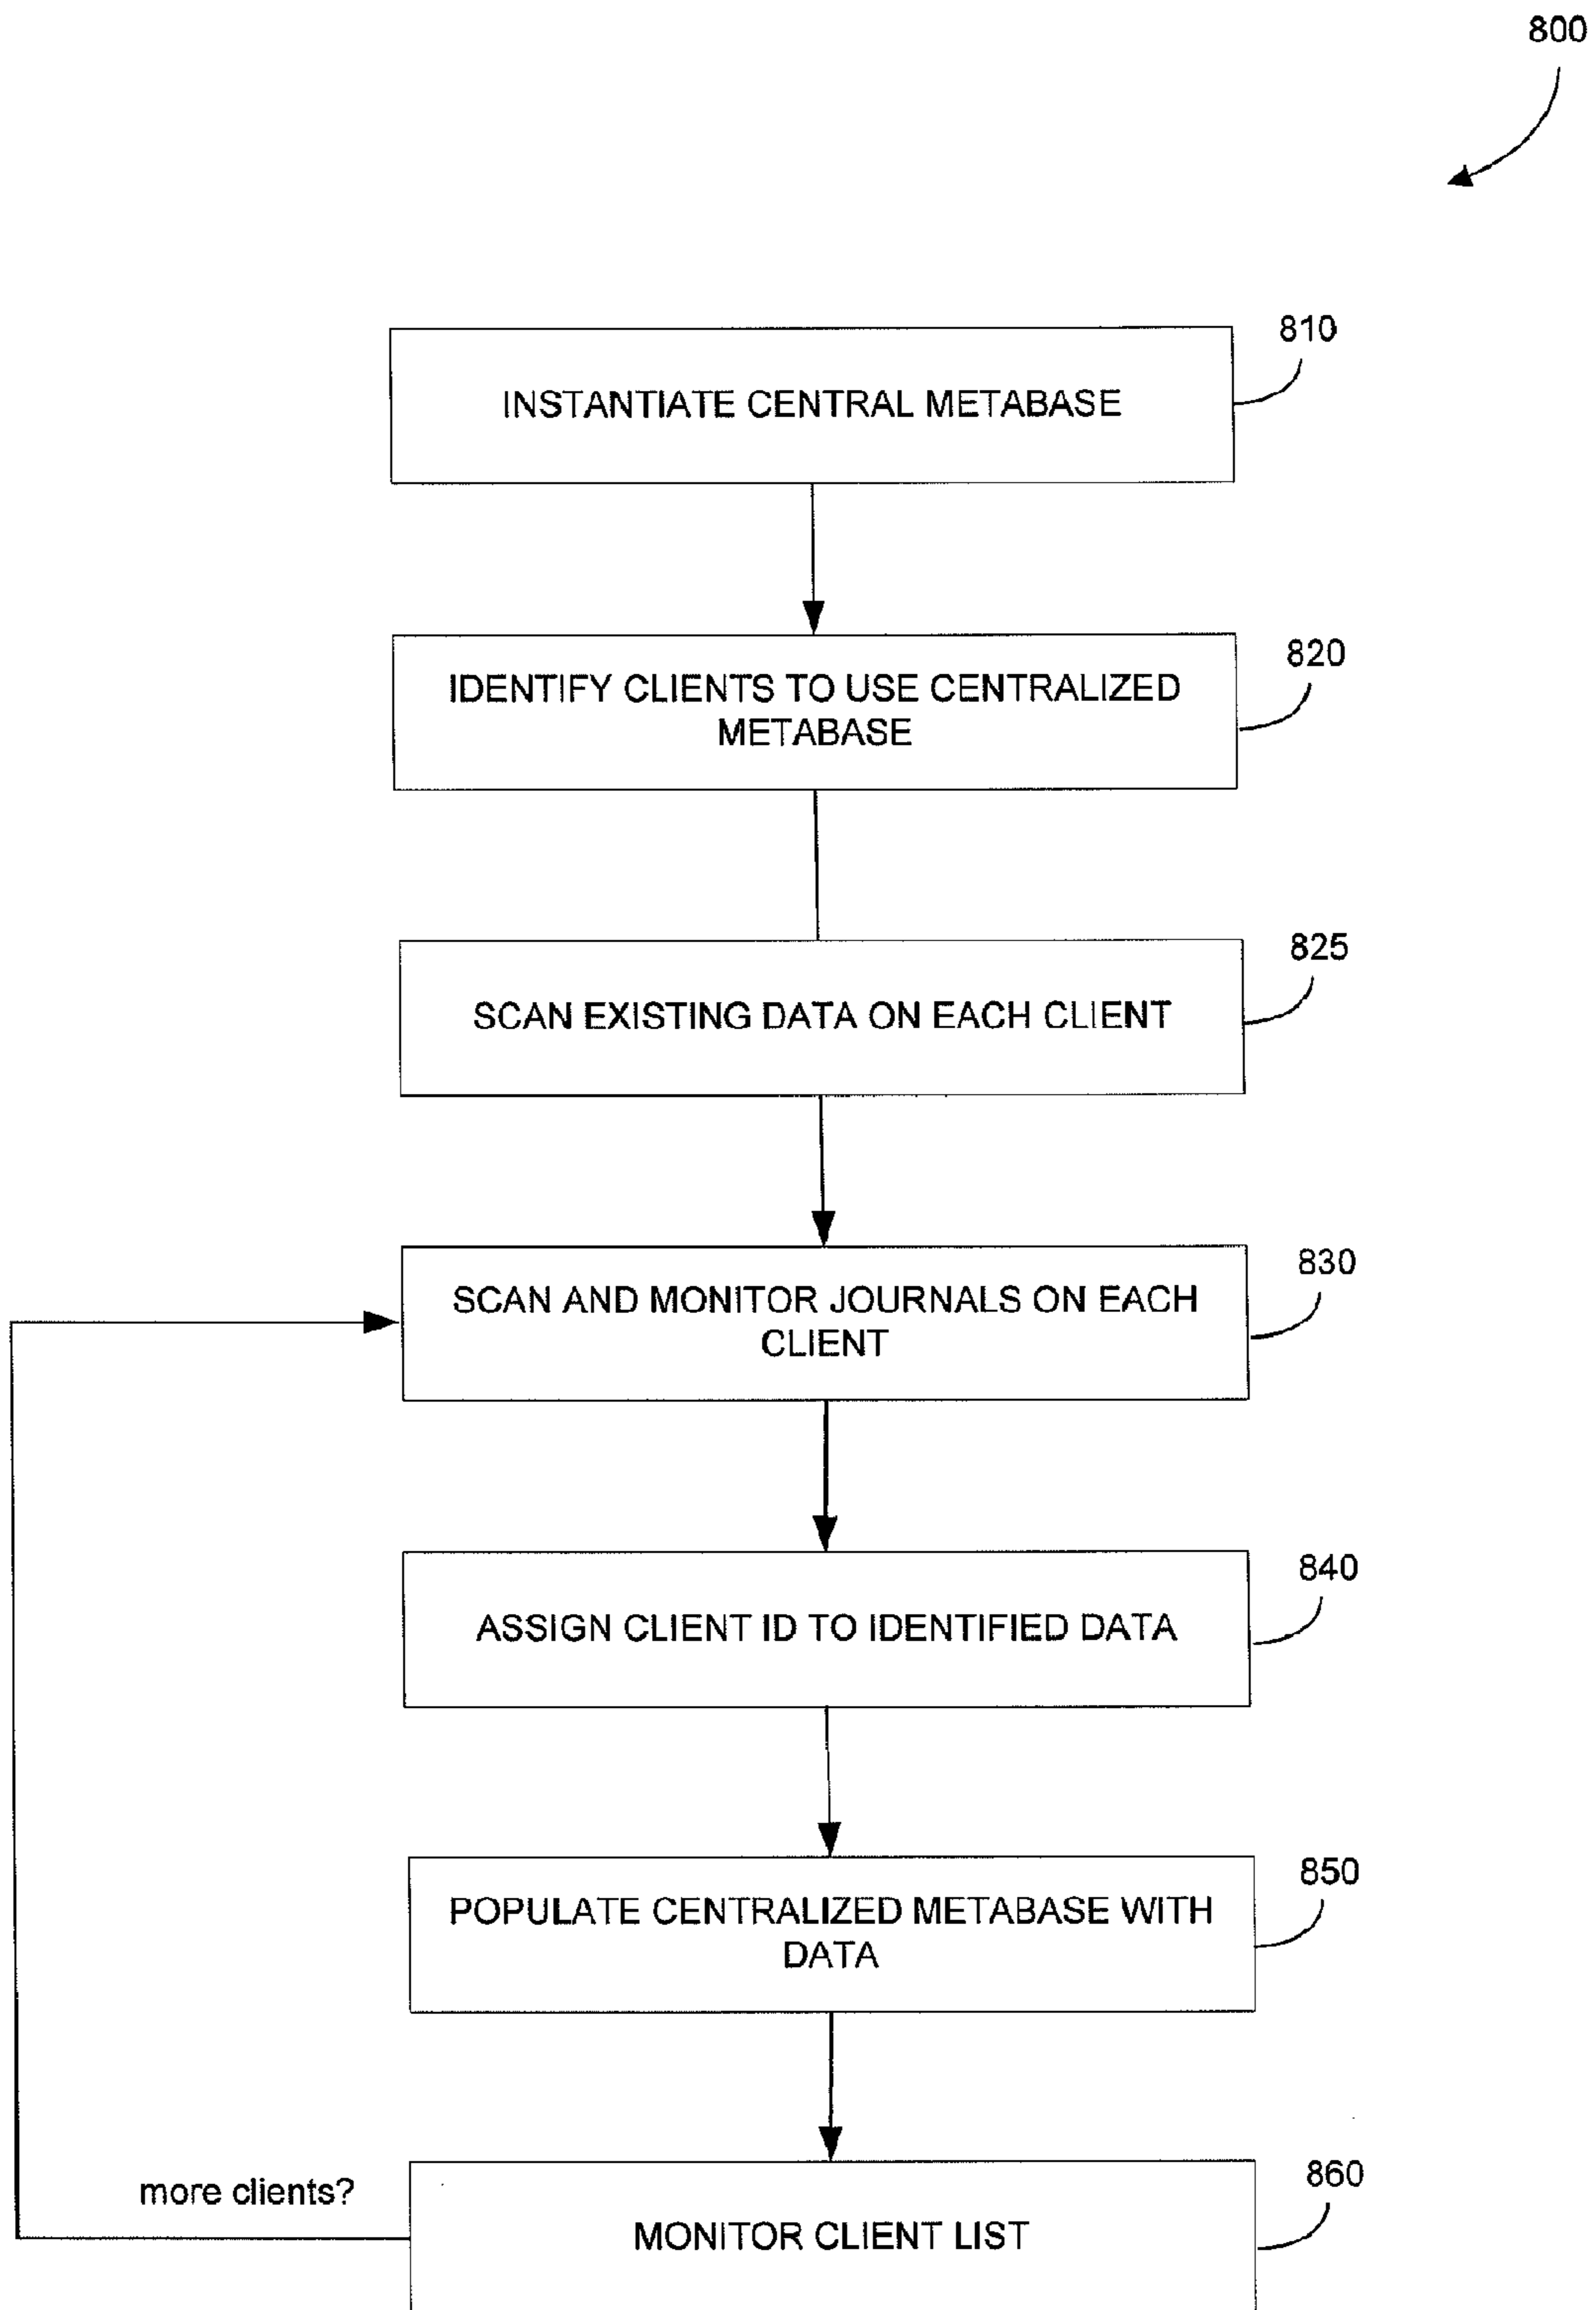 800
810
INSTANTIATE CENTRAL METABASE
820
IDENTIFY CLIENTS TO USE CENTRALIZED
METABASE
825
SCAN EXISTING DATA ON EACH CLIENT
830
SCAN AND MONITOR JOURNALS ON EACH
CLIENT
840
ASSIGN CLIENT ID TO IDENTIFIED DATA
850
POPULATE CENTRALIZED METABASE WITH
DATA
860
more clients?
MONITOR CLIENT LIST